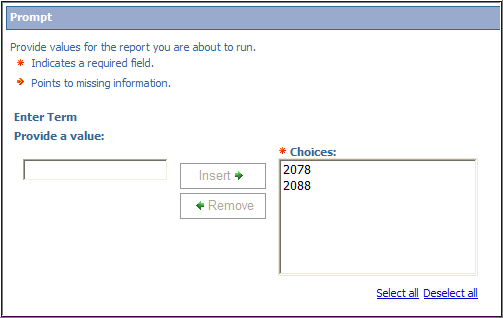 Prompt
Provide values for the report you are about to run.
* Indicates a required field.
→ Points to missing information.
Enter Term
Provide a value:
* Choices:
Insert →
← Remove
2078
2088
Select all Deselect all